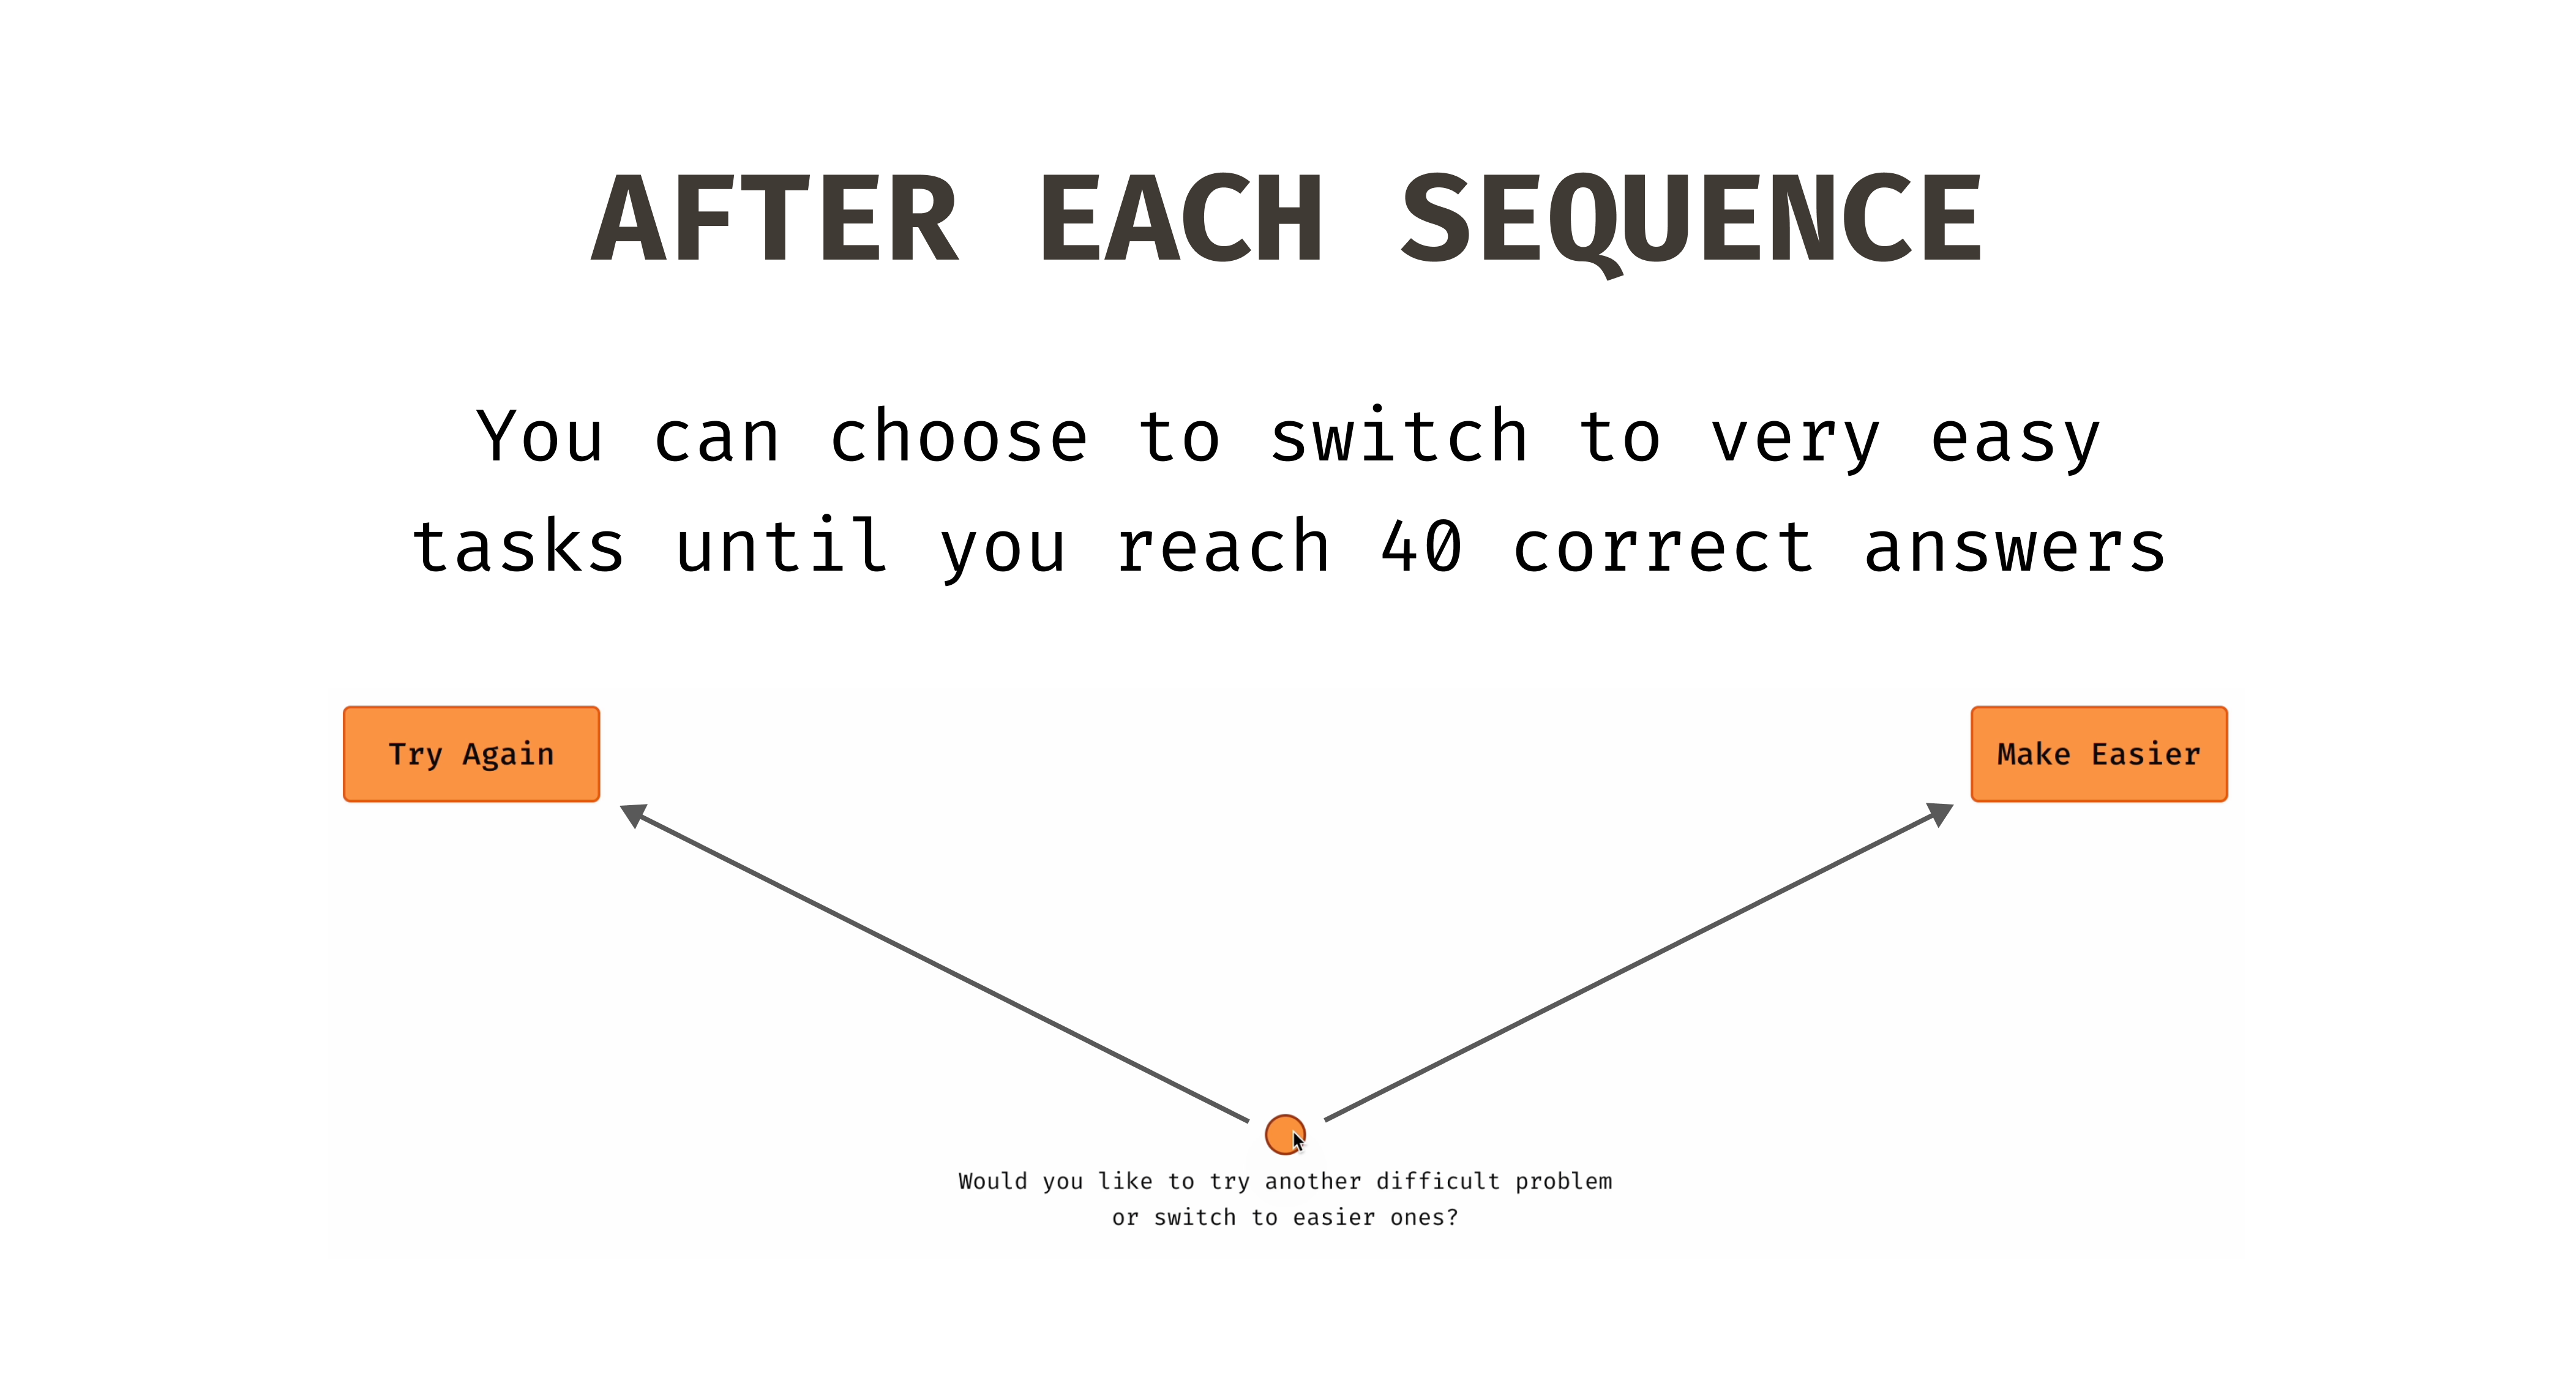 AFTER EACH SEQUENCE
You can choose to switch to very easy
tasks until you reach 40 correct answers
Try Again
Make Easier
Would you like to try another difficult problem
or switch to easier ones?